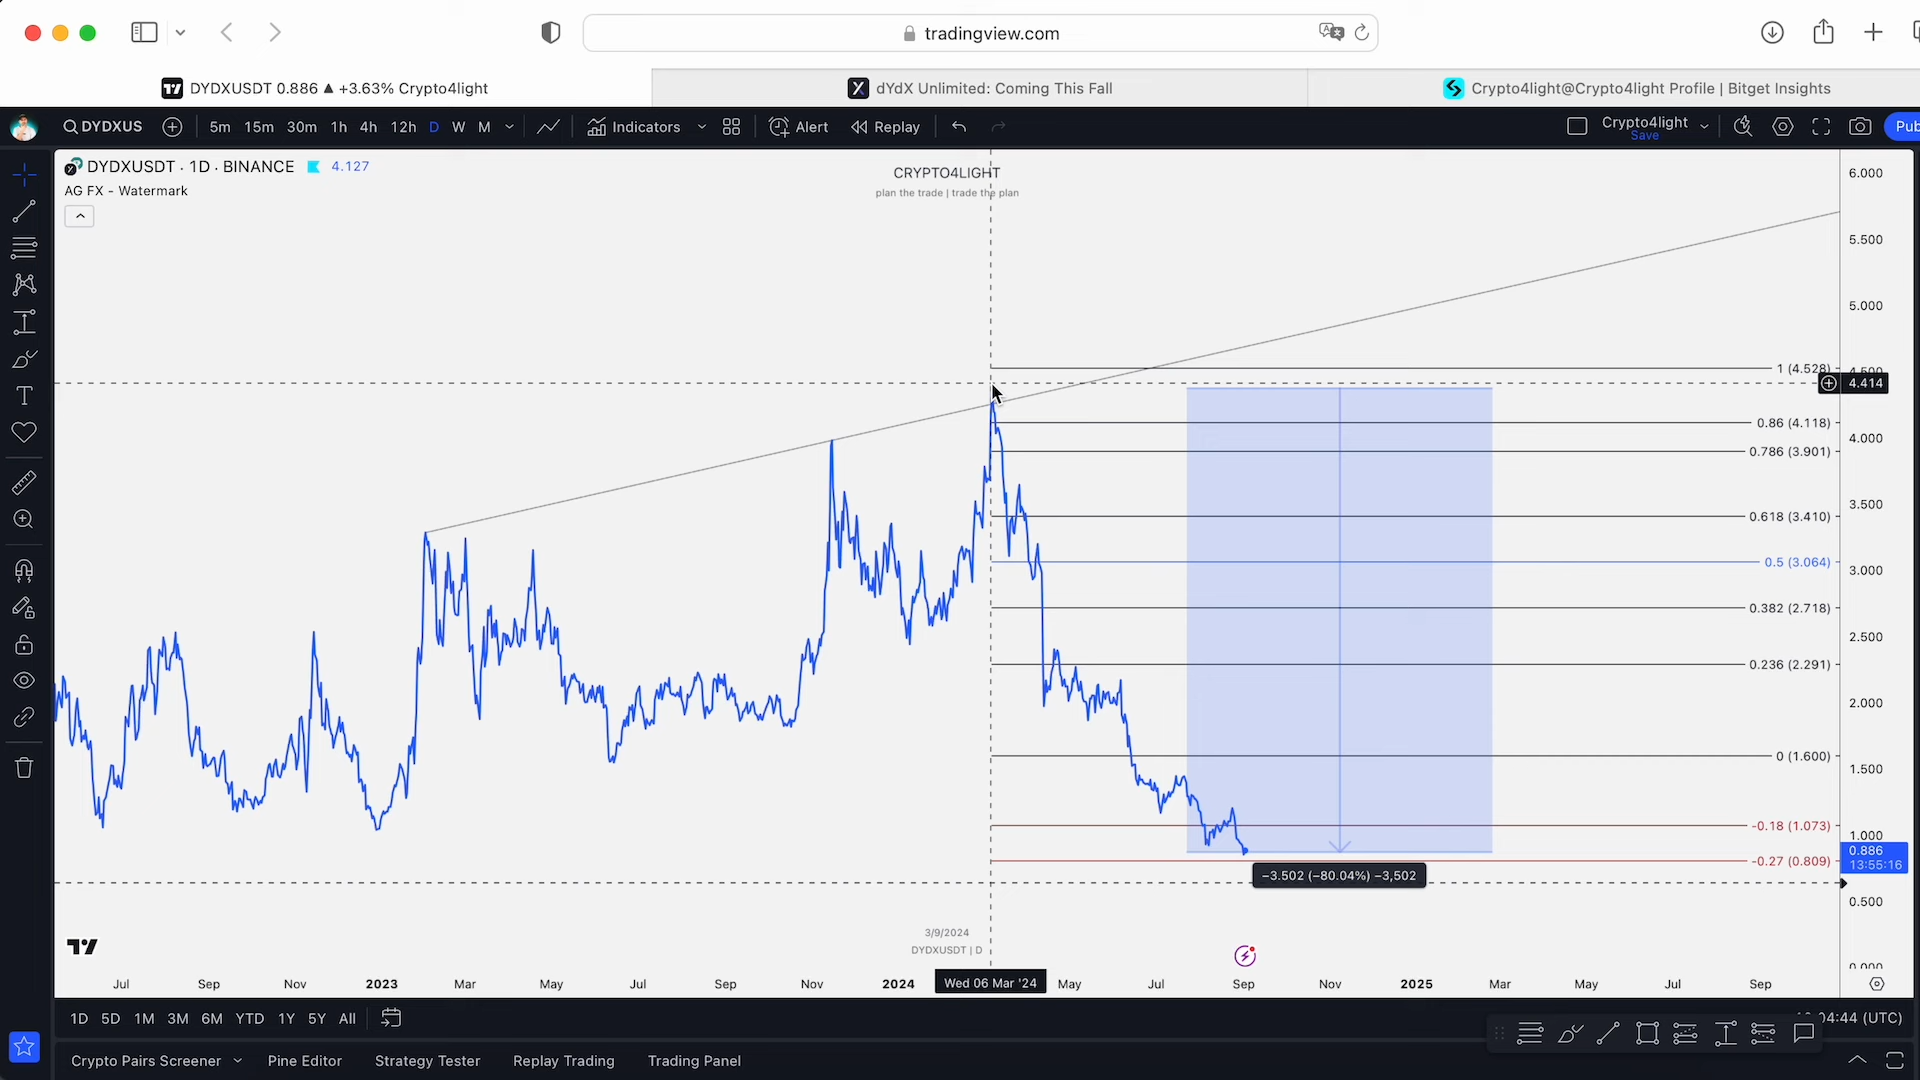 tradingview.com
DYDXUSDT 0.886 ▲ +3.63% Crypto4light
dYdX Unlimited: Coming This Fall
Crypto4light@Crypto4light Profile | Bitget Insights
DYDXUS 5m 15m 30m 1h 4h 12h D W M Indicators Alert Replay
Crypto4light
Save
Pub
DYDXUSDT · 1D · BINANCE 4.127
AG FX - Watermark
CRYPTO4LIGHT
plan the trade | trade the plan
6.000
5.500
5.000
1 (4.528)
4.414
0.86 (4.118)
4.000
0.786 (3.901)
3.500
0.618 (3.410)
0.5 (3.064)
3.000
0.382 (2.718)
2.500
0.236 (2.291)
2.000
0 (1.600)
1.500
-0.18 (1.073)
1.000
0.886
13:55:16
-0.27 (0.809)
−3.502 (−80.04%) −3,502
0.500
3/9/2024
DYDXUSDT | D
Jul Sep Nov 2023 Mar May Jul Sep Nov 2024 Wed 06 Mar '24 May Jul Sep Nov 2025 Mar May Jul Sep
1D 5D 1M 3M 6M YTD 1Y 5Y All
04:44 (UTC)
Crypto Pairs Screener Pine Editor Strategy Tester Replay Trading Trading Panel